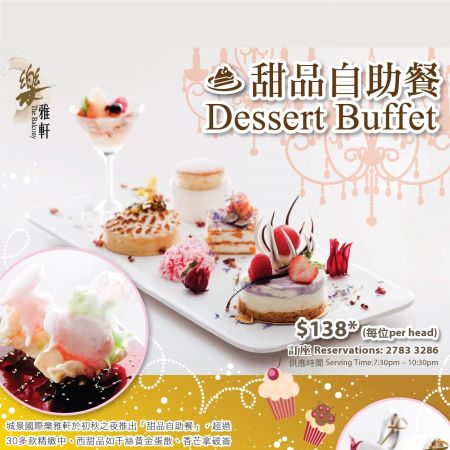 樂雅軒
The Balcony
甜品自助餐
Dessert Buffet
$138* (每位per head)
訂座 Reservations: 2783 3286
供應時間 Serving Time:7:30pm – 10:30pm
城景國際樂雅軒於初秋之夜推出「甜品自助餐」，超過
30多款精緻中、西甜品如千絲黃金蛋散、香芒拿破崙